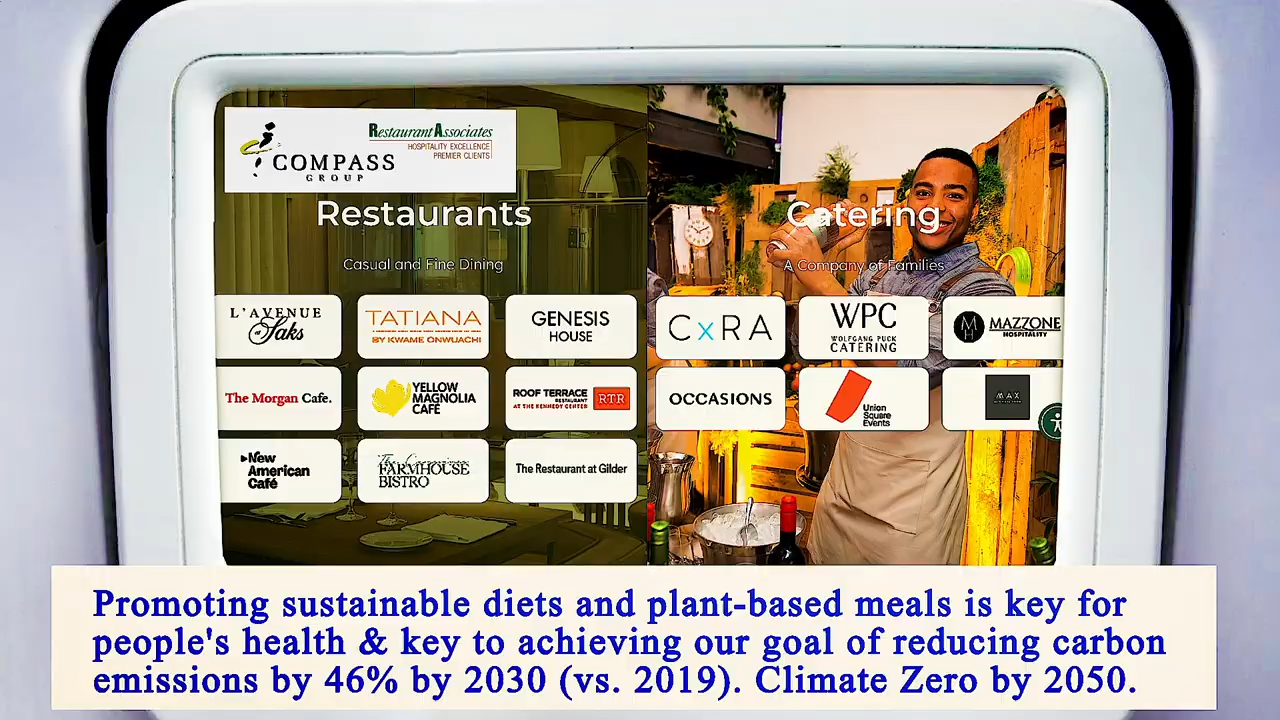 COMPASS
GROUP
RESTAURANT ASSOCIATES
HOSPITALITY EXCELLENCE
PREMIER CLIENTS
Restaurants
Casual and Fine Dining
L'AVENUE
at Saks
TATIANA
BY KWAME ONWUACHI
GENESIS
HOUSE
The Morgan Cafe.
YELLOW
MAGNOLIA
CAFÉ
ROOF TERRACE
RESTAURANT
AT THE KENNEDY CENTER
RTR
New
American
Café
FARMHOUSE
BISTRO
The Restaurant at Gilder
Catering
A Company of Families
CxRA
WPC
WOLFGANG PUCK
CATERING
MH
MAZZONE
HOSPITALITY
OCCASIONS
Union
Square
Events
MAX
Promoting sustainable diets and plant-based meals is key for
people's health & key to achieving our goal of reducing carbon
emissions by 46% by 2030 (vs. 2019). Climate Zero by 2050.